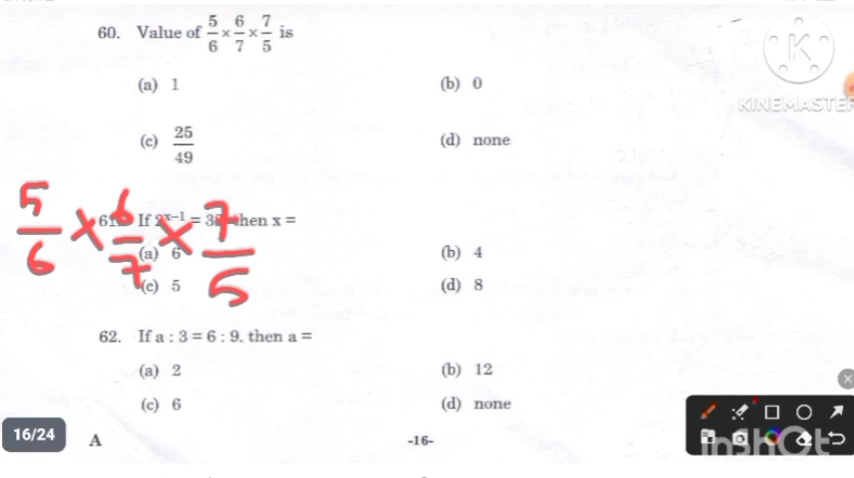 60. Value of 5/6 × 6/7 × 7/5 is
(a) 1 (b) 0
(c) 25/49 (d) none
K
KINEMASTER
5/6 × 6/7 × 7/5
If 2ˣ⁻¹ = then x =
(a) 6 (b) 4
(c) 5 (d) 8
62. If a : 3 = 6 : 9. then a =
(a) 2 (b) 12
(c) 6 (d) none
16/24 A -16-
InShOt